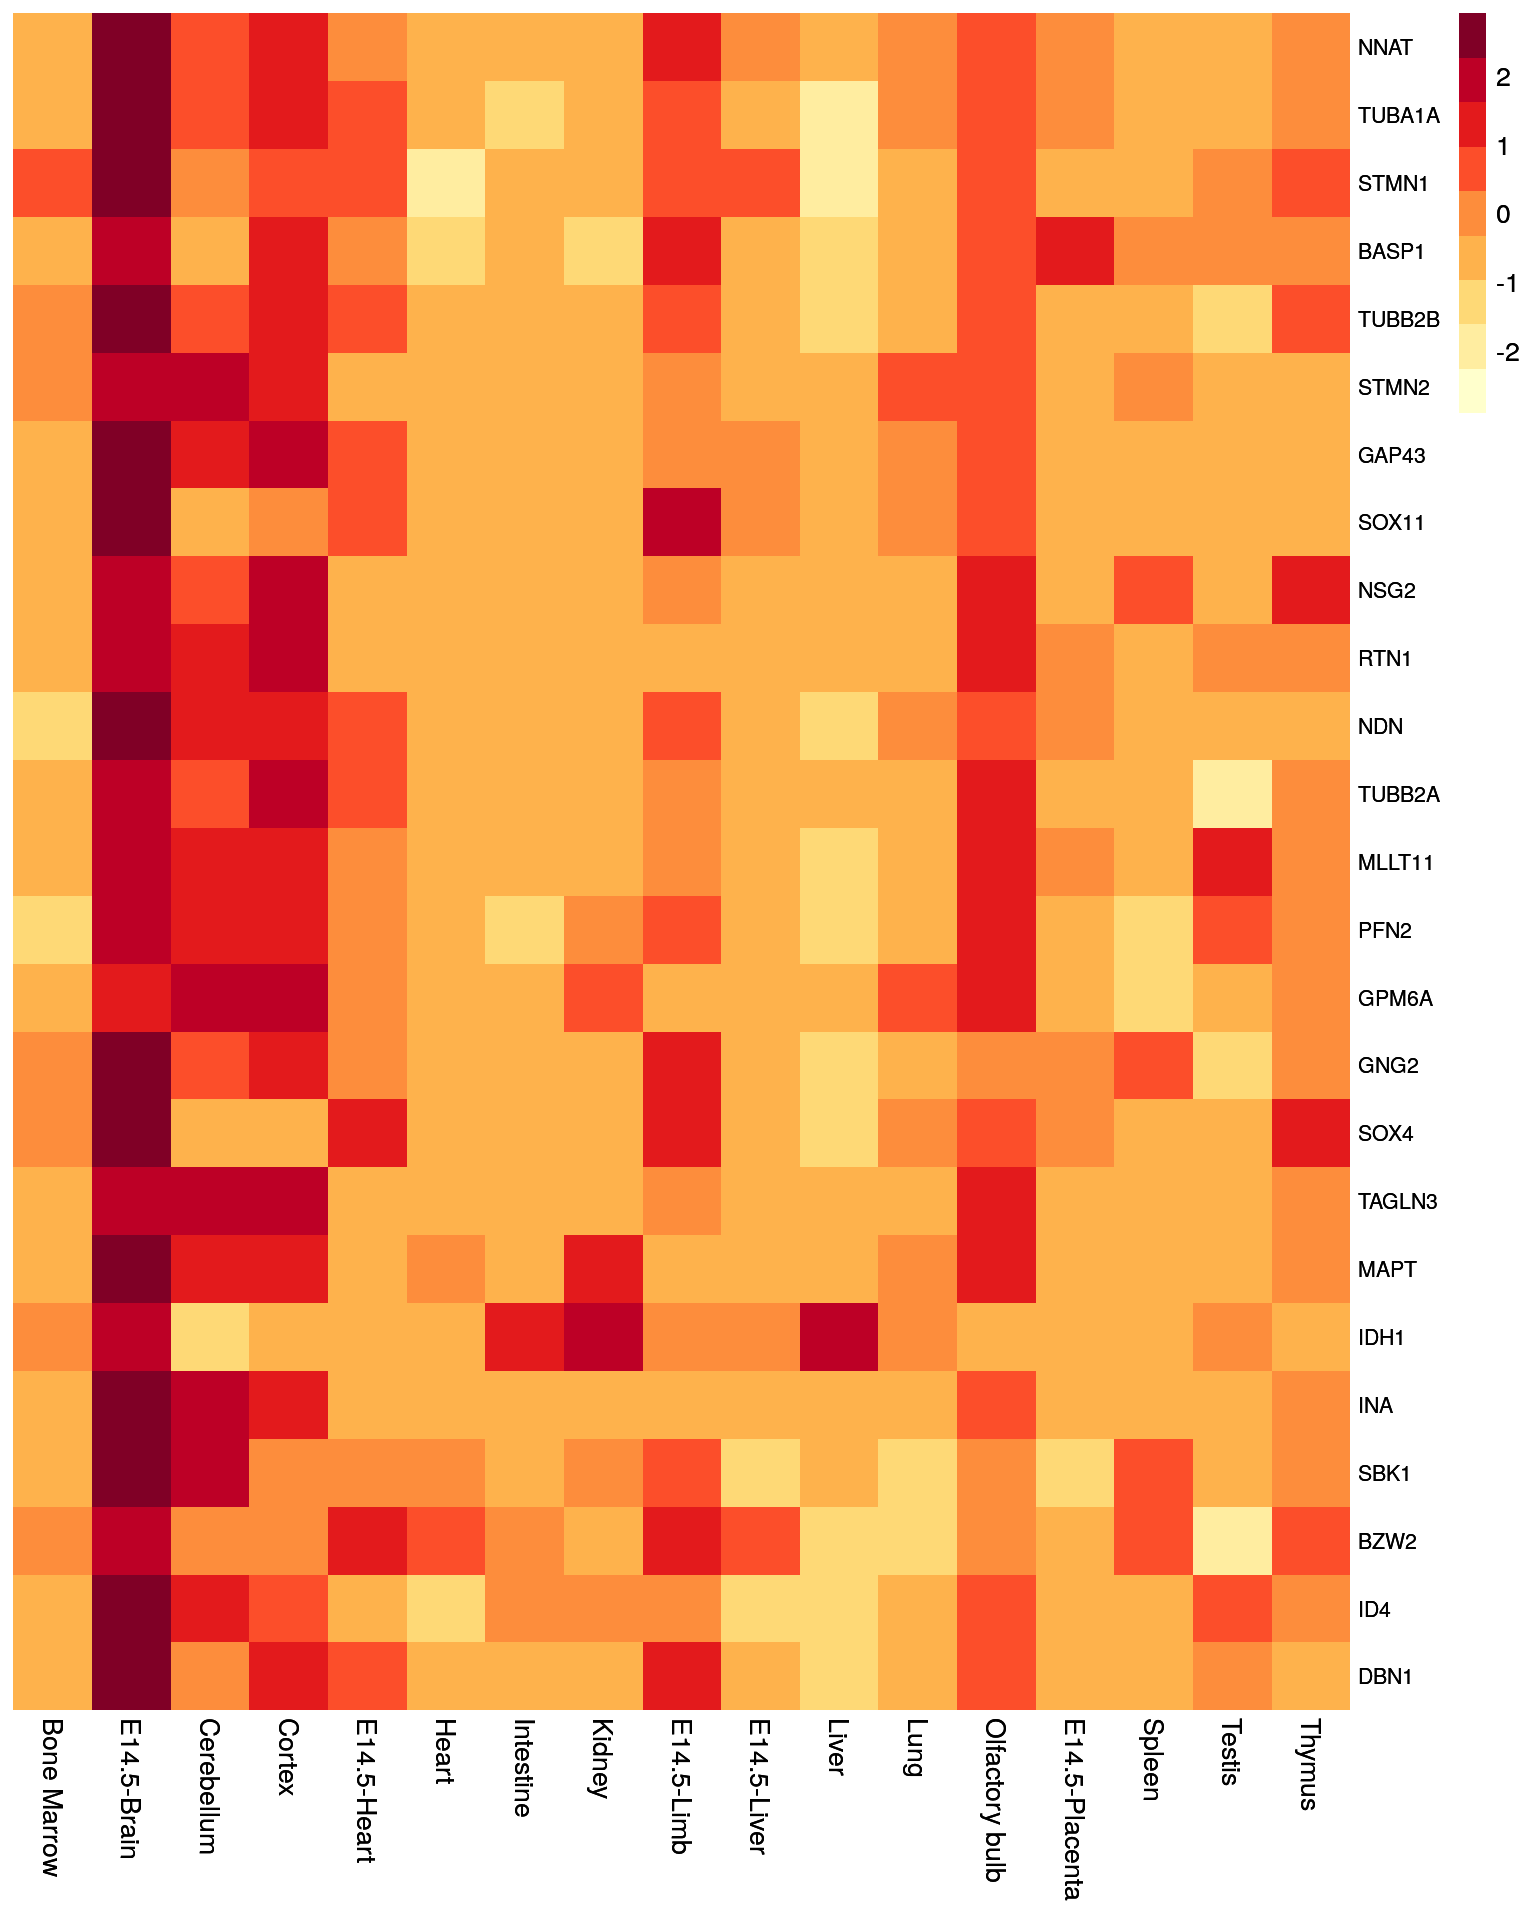 NNAT
2
TUBA1A
1
STMN1
0
BASP1
-1
TUBB2B
-2
STMN2
GAP43
SOX11
NSG2
RTN1
NDN
TUBB2A
MLLT11
PFN2
GPM6A
GNG2
SOX4
TAGLN3
MAPT
IDH1
INA
SBK1
BZW2
ID4
DBN1
Bone Marrow
E14.5-Brain
Cerebellum
Cortex
E14.5-Heart
Heart
Intestine
Kidney
E14.5-Limb
E14.5-Liver
Liver
Lung
Olfactory bulb
E14.5-Placenta
Spleen
Testis
Thymus